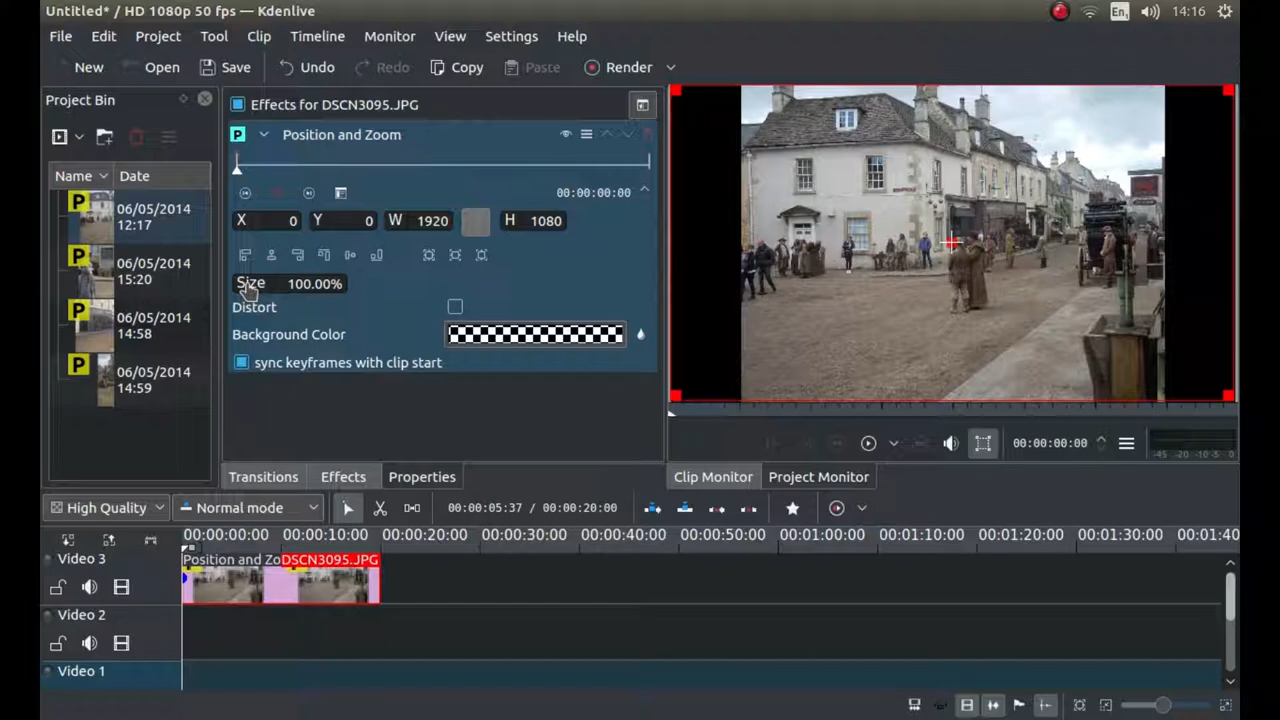 Untitled* / HD 1080p 50 fps — Kdenlive
En1
14:16
File Edit Project Tool Clip Timeline Monitor View Settings Help
New Open Save Undo Redo Copy Paste Render
Project Bin
Name Date
P 06/05/2014
12:17
P 06/05/2014
15:20
P 06/05/2014
14:58
P 06/05/2014
14:59
Effects for DSCN3095.JPG
P Position and Zoom
00:00:00:00
X 0 Y 0 W 1920 H 1080
Size 100.00%
Distort
Background Color
sync keyframes with clip start
Transitions Effects Properties
00:00:00:00
-45 -20 -10 -5 0
Clip Monitor Project Monitor
High Quality Normal mode 00:00:05:37 / 00:00:20:00
00:00:00:00 00:00:10:00 00:00:20:00 00:00:30:00 00:00:40:00 00:00:50:00 00:01:00:00 00:01:10:00 00:01:20:00 00:01:30:00 00:01:40
Video 3
Position and Zo DSCN3095.JPG
Video 2
Video 1